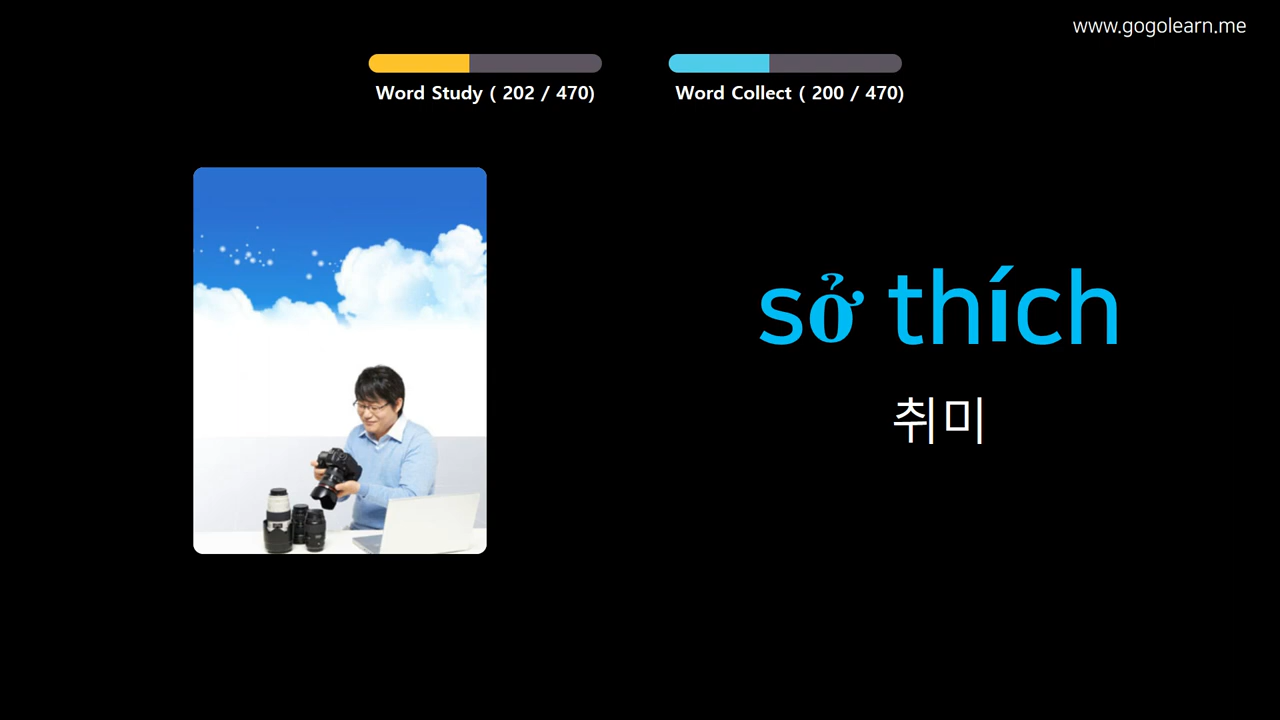 www.gogolearn.me
Word Study ( 202 / 470)
Word Collect ( 200 / 470)
sở thích
취미